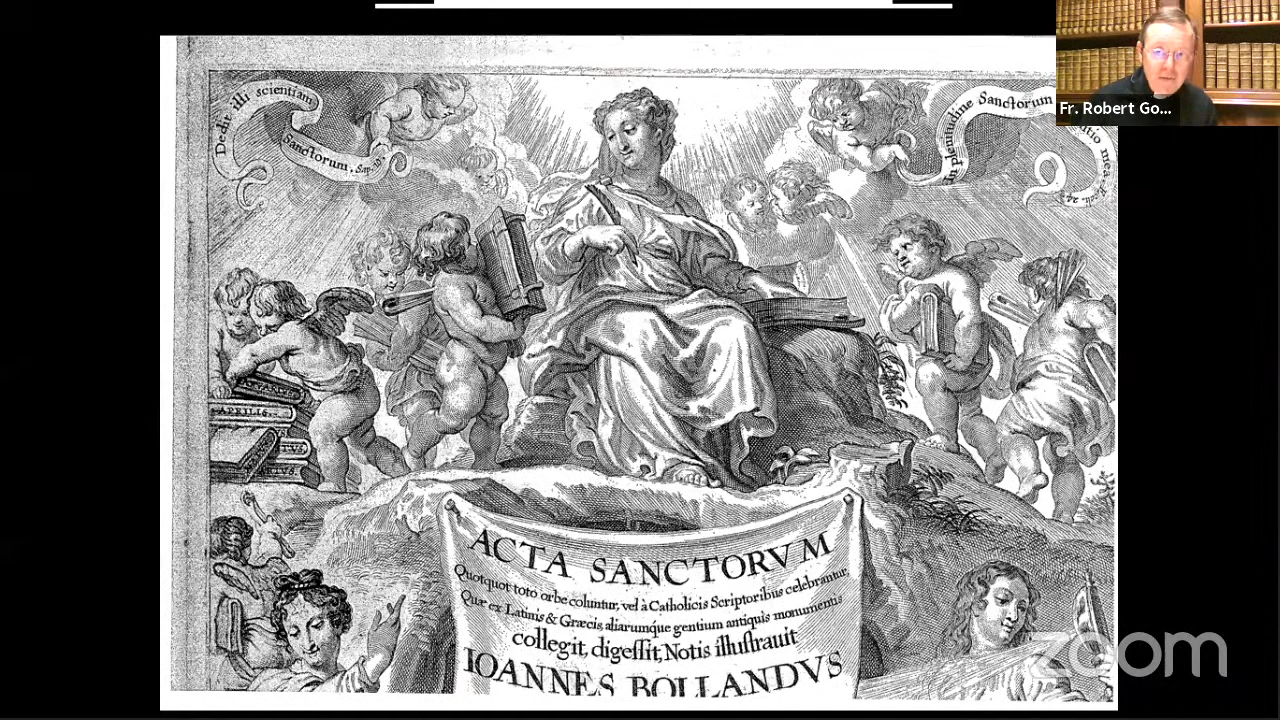 Fr. Robert Go...
Dedit illi scientiam
Sanctorum. Sap.
in plenitudine Sanctorum
APRILIS.
ACTA SANCTORVM
Quotquot toto orbe coluntur, vel à Catholicis Scriptoribus celebrantur,
Quæ ex Latinis & Græcis, aliarumque gentium antiquis monumentis
collegit, digessit, Notis illustrauit
IOANNES BOLLANDVS
zoom